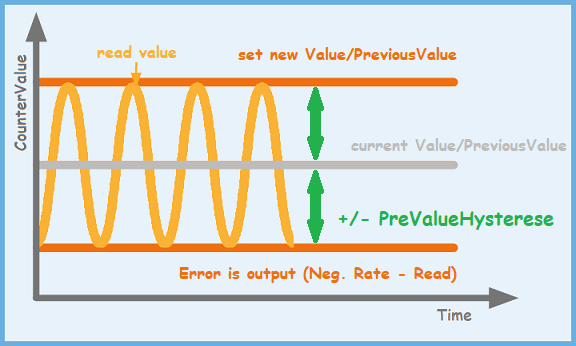 read value
set new Value/PreviousValue
CounterValue
current Value/PreviousValue
+/- PreValueHysterese
Error is output (Neg. Rate - Read)
Time